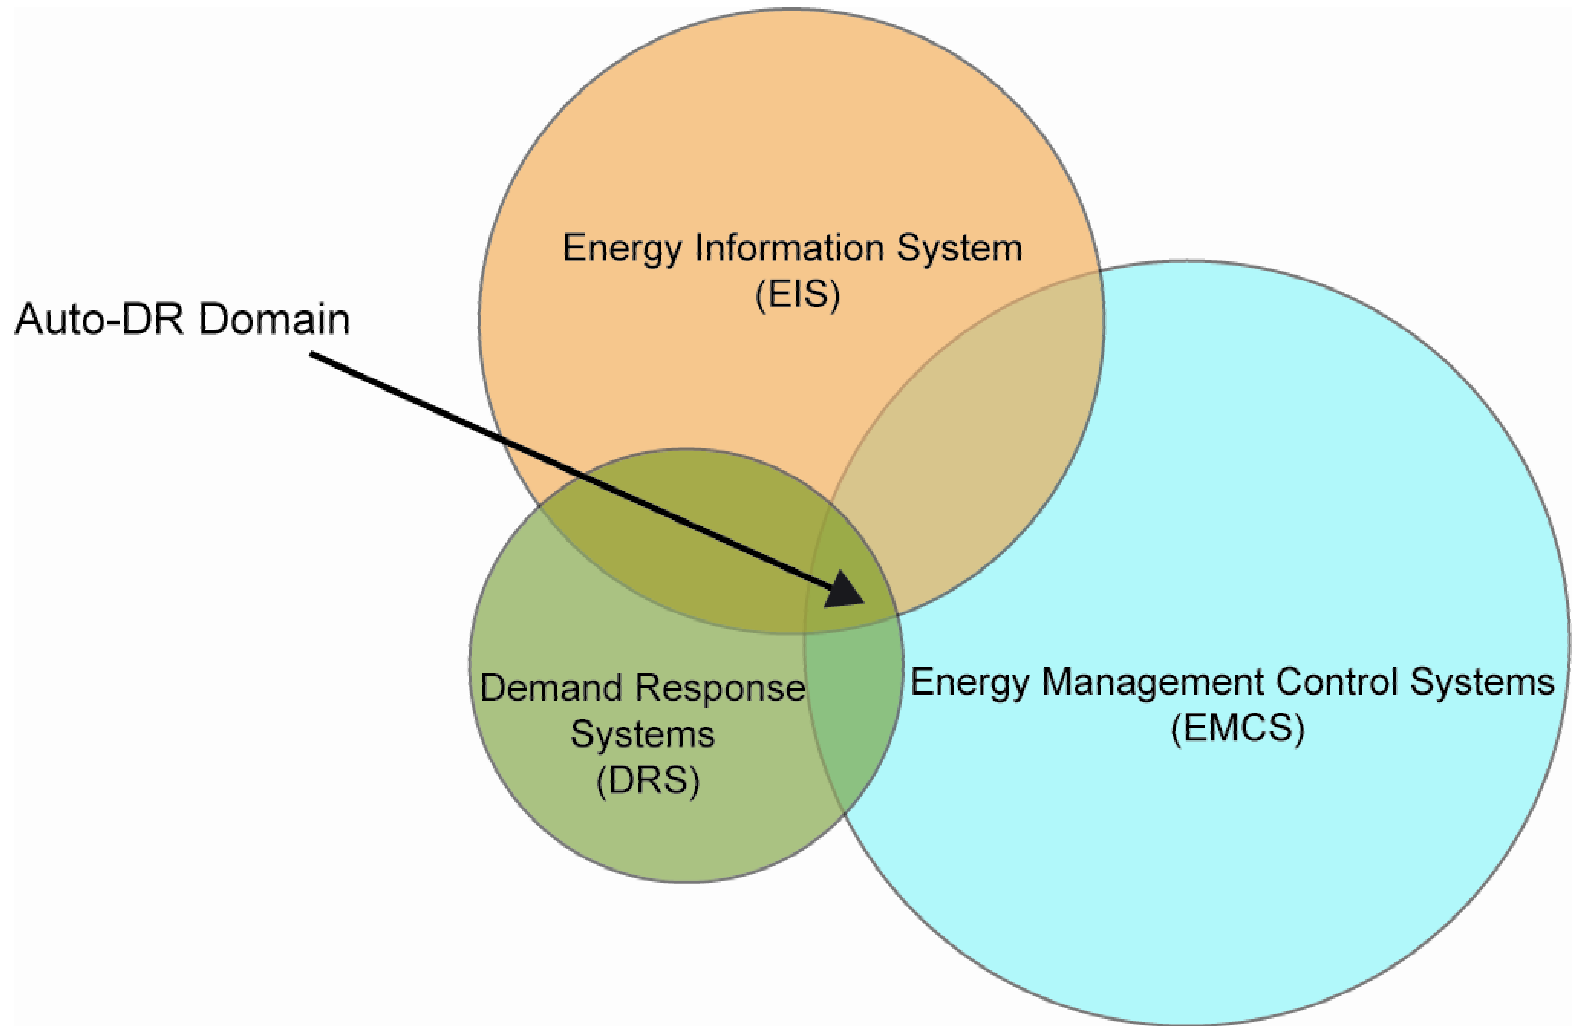 Energy Information System
(EIS)
Auto-DR Domain
Demand Response
Systems
(DRS)
Energy Management Control Systems
(EMCS)